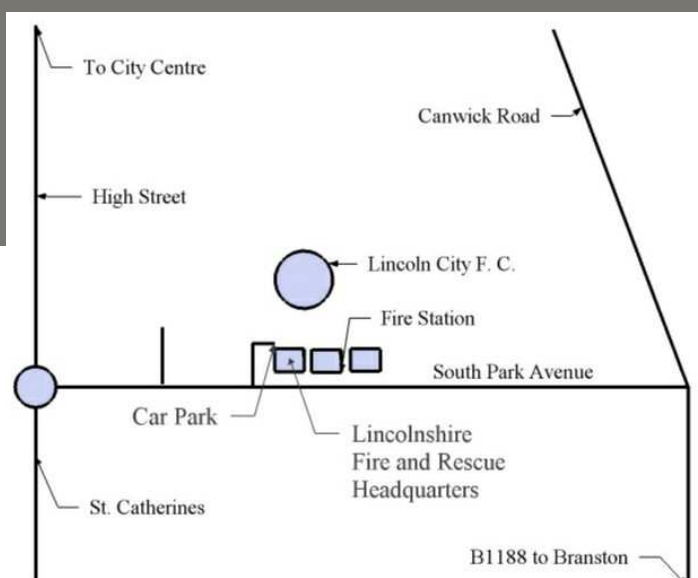 To City Centre
Canwick Road
High Street
Lincoln City F. C.
Fire Station
South Park Avenue
Car Park
Lincolnshire
Fire and Rescue
Headquarters
St. Catherines
B1188 to Branston